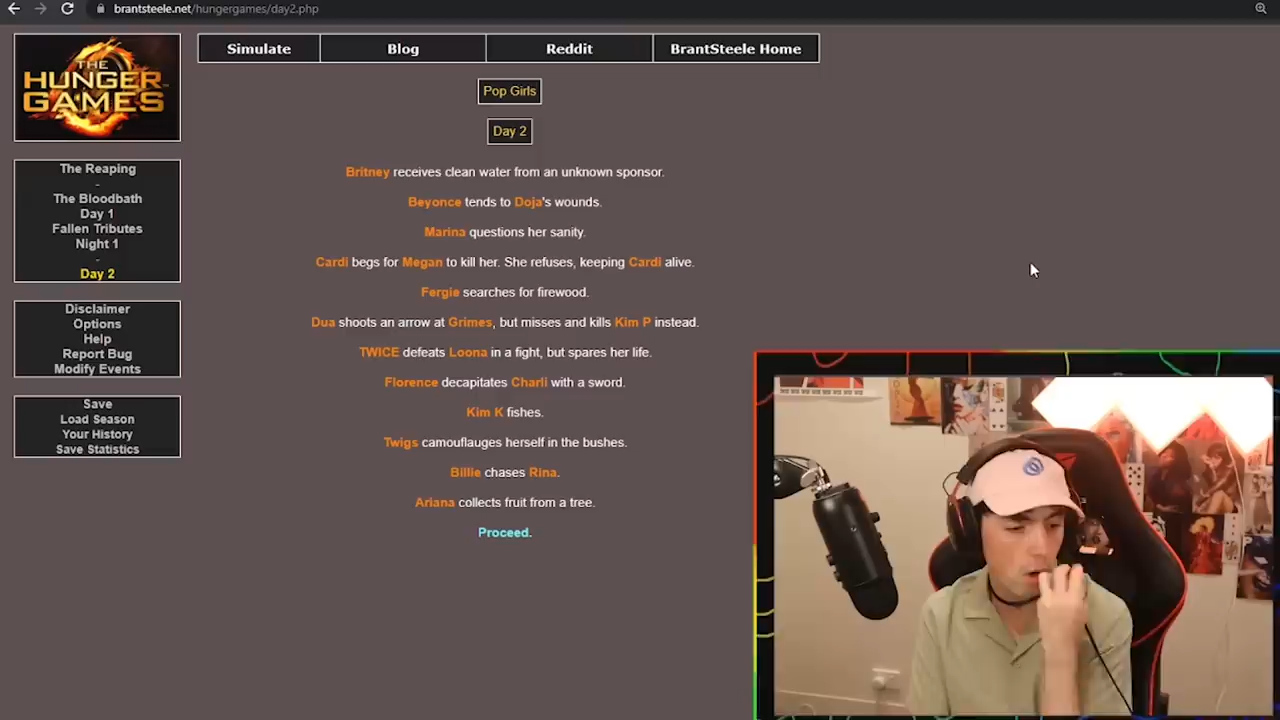 brantsteele.net/hungergames/day2.php
THE
HUNGER
GAMES
Simulate
Blog
Reddit
BrantSteele Home
The Reaping
-
The Bloodbath
Day 1
Fallen Tributes
Night 1
-
Day 2
Disclaimer
Options
Help
Report Bug
Modify Events
Save
Load Season
Your History
Save Statistics
Pop Girls
Day 2
Britney receives clean water from an unknown sponsor.
Beyonce tends to Doja's wounds.
Marina questions her sanity.
Cardi begs for Megan to kill her. She refuses, keeping Cardi alive.
Fergie searches for firewood.
Dua shoots an arrow at Grimes, but misses and kills Kim P instead.
TWICE defeats Loona in a fight, but spares her life.
Florence decapitates Charli with a sword.
Kim K fishes.
Twigs camouflauges herself in the bushes.
Billie chases Rina.
Ariana collects fruit from a tree.
Proceed.